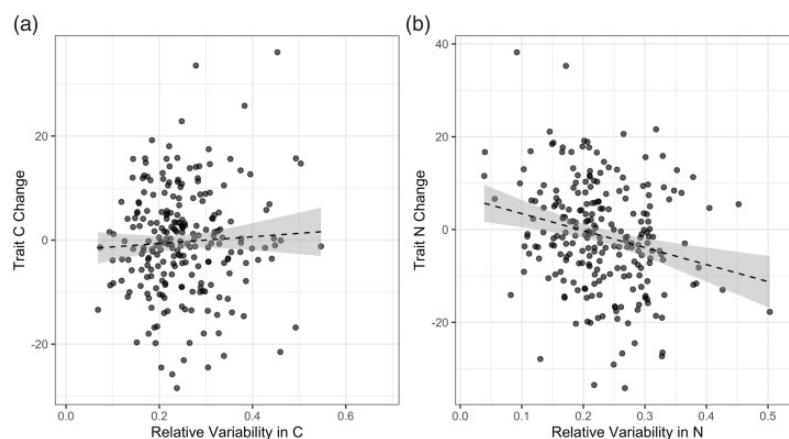 (a)
Trait C Change
20
0
-20
0.0 0.2 0.4 0.6
Relative Variability in C
(b)
Trait N Change
40
20
0
-20
0.0 0.1 0.2 0.3 0.4 0.5
Relative Variability in N